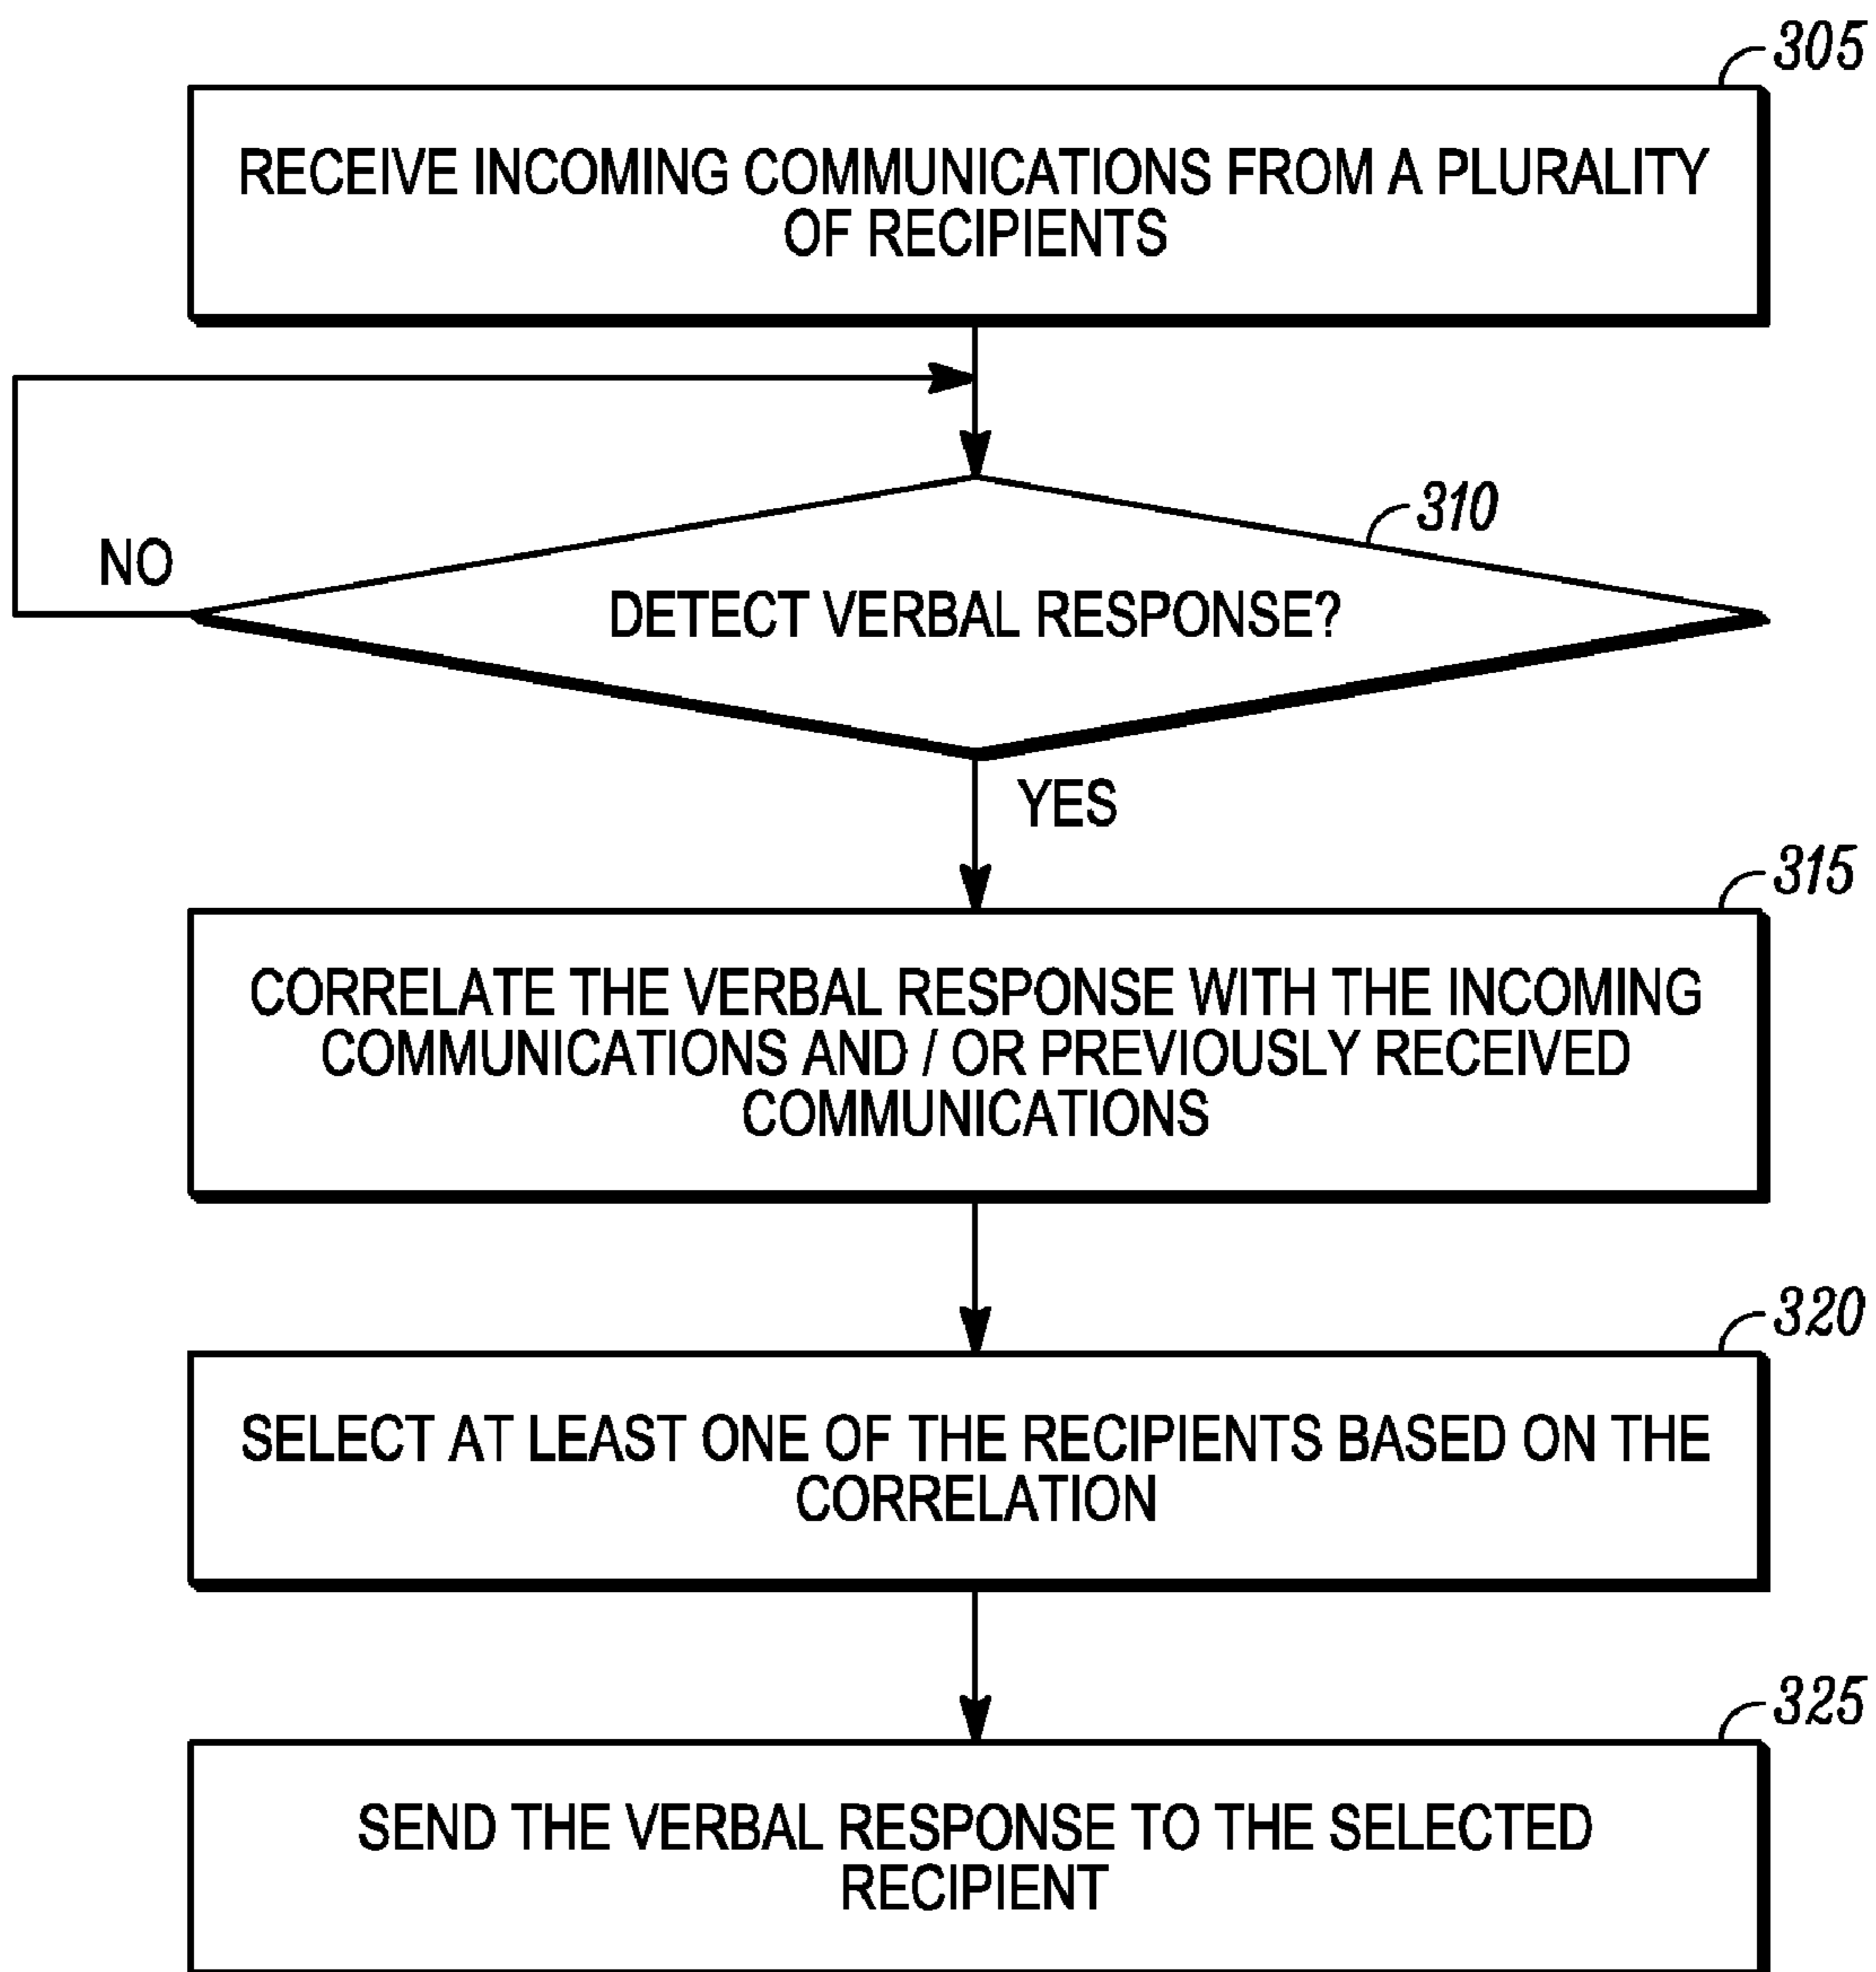 305
RECEIVE INCOMING COMMUNICATIONS FROM A PLURALITY
OF RECIPIENTS
310
NO
DETECT VERBAL RESPONSE?
YES
315
CORRELATE THE VERBAL RESPONSE WITH THE INCOMING
COMMUNICATIONS AND / OR PREVIOUSLY RECEIVED
COMMUNICATIONS
320
SELECT AT LEAST ONE OF THE RECIPIENTS BASED ON THE
CORRELATION
325
SEND THE VERBAL RESPONSE TO THE SELECTED
RECIPIENT